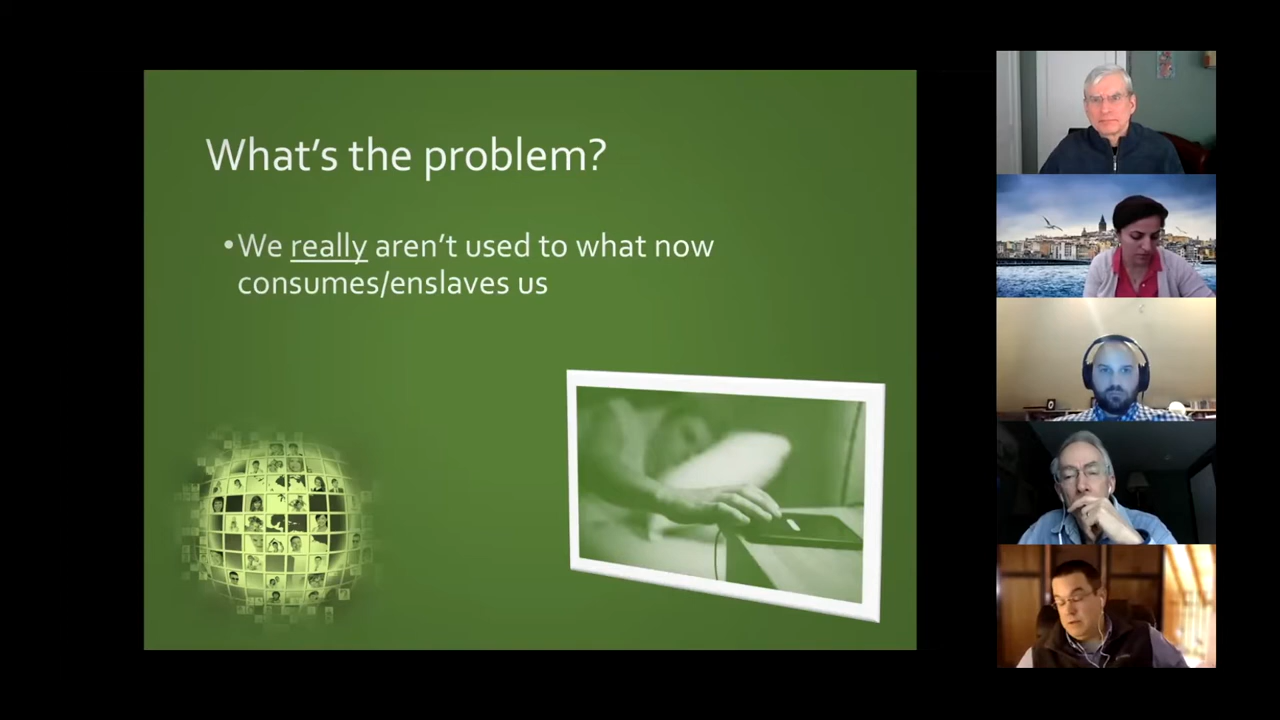 What's the problem?
•We really aren't used to what now
consumes/enslaves us